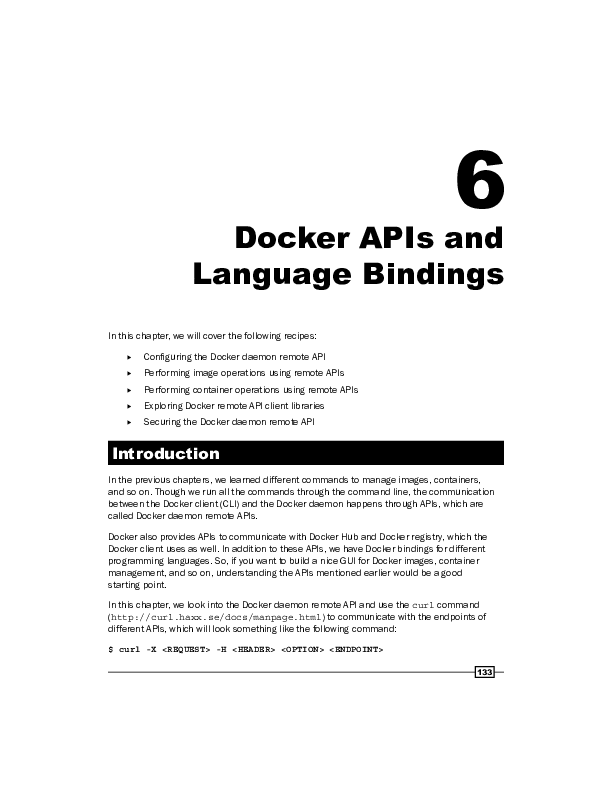 6
Docker APIs and
Language Bindings
In this chapter, we will cover the following recipes:
► Configuring the Docker daemon remote API
► Performing image operations using remote APIs
► Performing container operations using remote APIs
► Exploring Docker remote API client libraries
► Securing the Docker daemon remote API
Introduction
In the previous chapters, we learned different commands to manage images, containers,
and so on. Though we run all the commands through the command line, the communication
between the Docker client (CLI) and the Docker daemon happens through APIs, which are
called Docker daemon remote APIs.
Docker also provides APIs to communicate with Docker Hub and Docker registry, which the
Docker client uses as well. In addition to these APIs, we have Docker bindings for different
programming languages. So, if you want to build a nice GUI for Docker images, container
management, and so on, understanding the APIs mentioned earlier would be a good
starting point.
In this chapter, we look into the Docker daemon remote API and use the curl command
(http://curl.haxx.se/docs/manpage.html) to communicate with the endpoints of
different APIs, which will look something like the following command:
$ curl -X <REQUEST> -H <HEADER> <OPTION> <ENDPOINT>
133